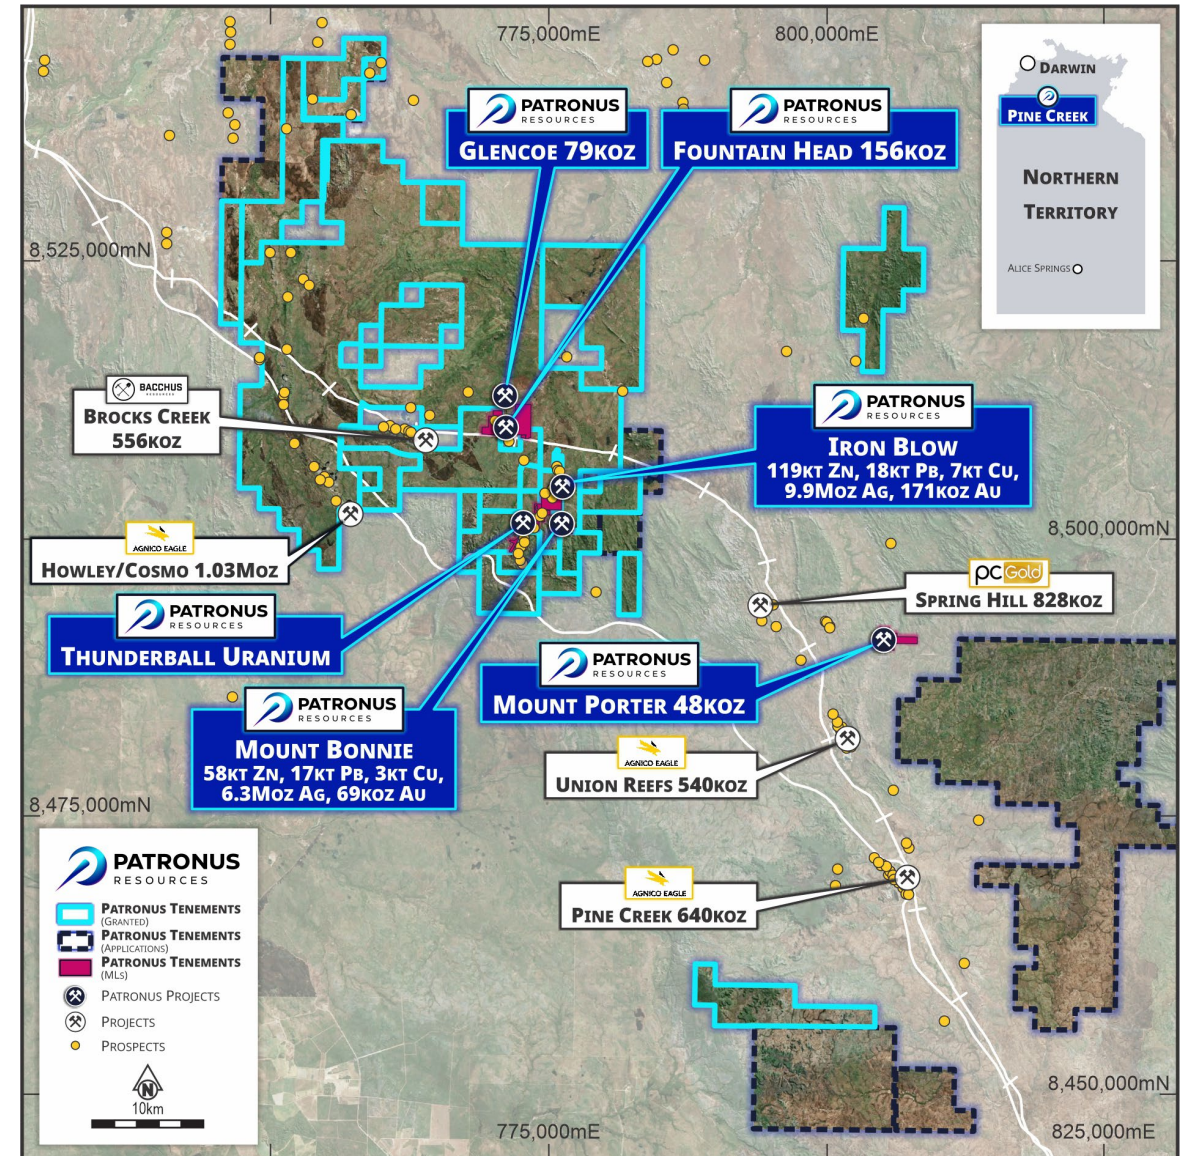 775,000mE
800,000mE
DARWIN
PINE CREEK
NORTHERN
TERRITORY
ALICE SPRINGS
PATRONUS
RESOURCES
GLENCOE 79KOZ
PATRONUS
RESOURCES
FOUNTAIN HEAD 156KOZ
8,525,000mN
BACCHUS
RESOURCES
BROCKS CREEK
556KOZ
PATRONUS
RESOURCES
IRON BLOW
119KT ZN, 18KT PB, 7KT CU,
9.9MOZ AG, 171KOZ AU
8,500,000mN
AGNICO EAGLE
HOWLEY/COSMO 1.03MOZ
PC Gold
SPRING HILL 828KOZ
PATRONUS
RESOURCES
THUNDERBALL URANIUM
PATRONUS
RESOURCES
MOUNT PORTER 48KOZ
PATRONUS
RESOURCES
MOUNT BONNIE
58KT ZN, 17KT PB, 3KT CU,
6.3MOZ AG, 69KOZ AU
AGNICO EAGLE
UNION REEFS 540KOZ
8,475,000mN
AGNICO EAGLE
PINE CREEK 640KOZ
PATRONUS
RESOURCES
PATRONUS TENEMENTS
(GRANTED)
PATRONUS TENEMENTS
(APPLICATIONS)
PATRONUS TENEMENTS
(MLS)
PATRONUS PROJECTS
PROJECTS
PROSPECTS
N
10km
8,450,000mN
775,000mE
825,000mE